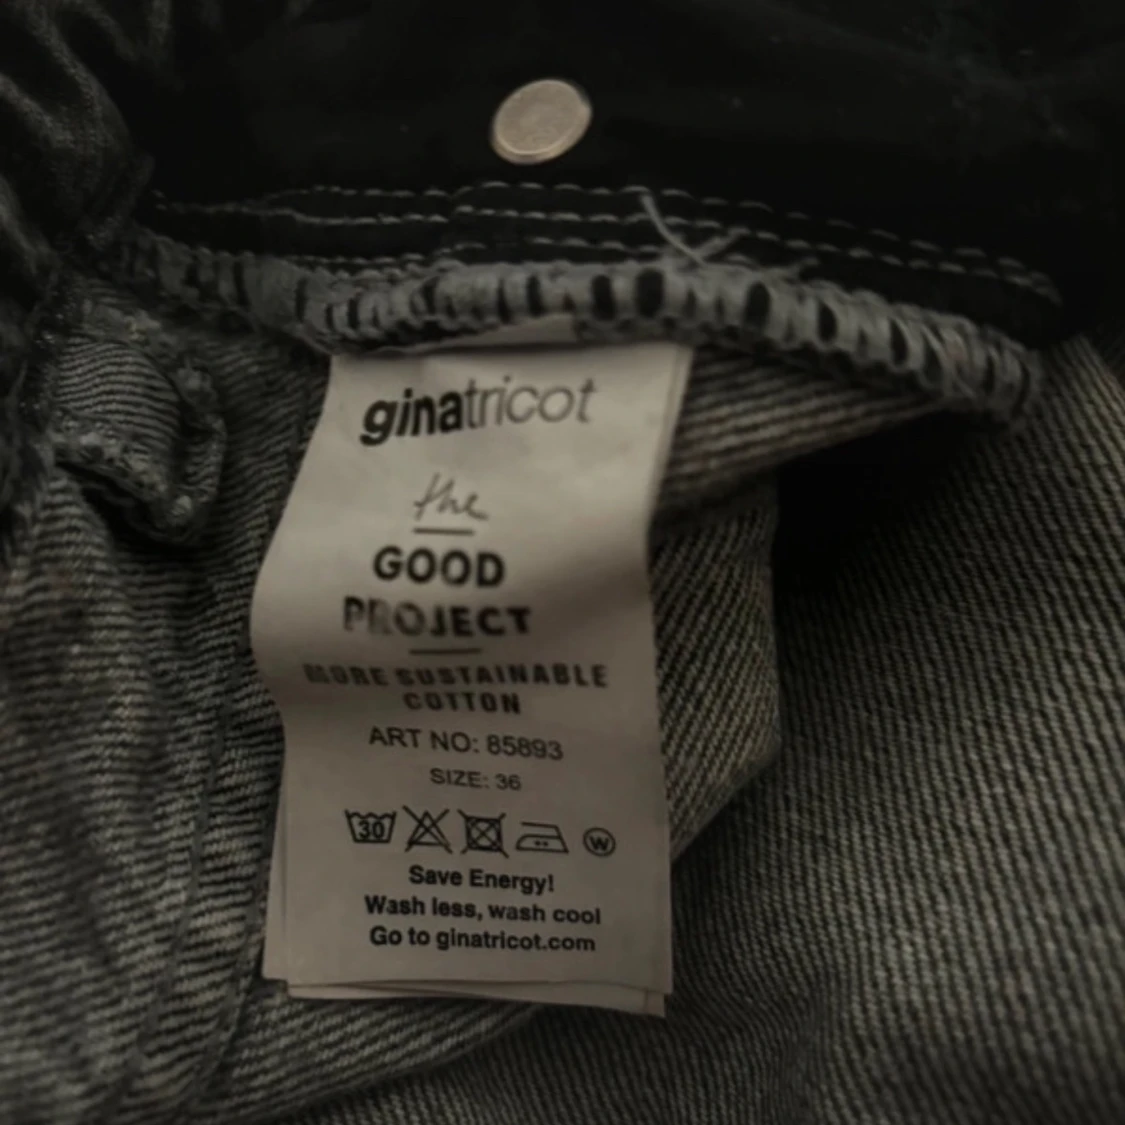 ginatricot
the
GOOD
PROJECT
MORE SUSTAINABLE
COTTON
ART NO: 85893
SIZE: 36
30 W
Save Energy!
Wash less, wash cool
Go to ginatricot.com